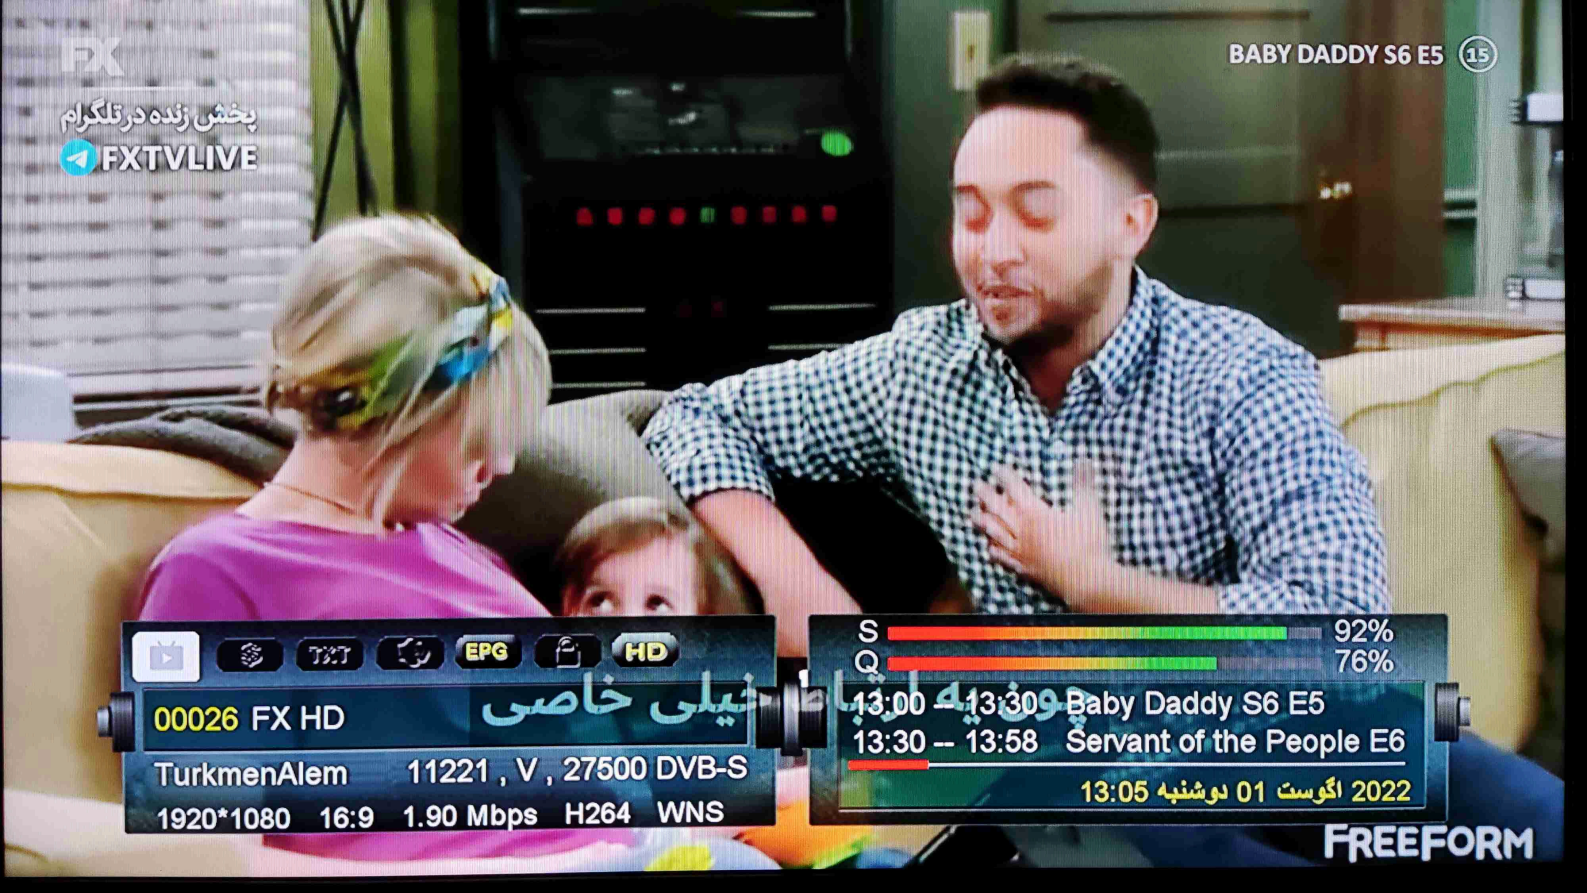 FX
پخش زنده در تلگرام
FXTVLIVE
BABY DADDY S6 E5 15
TXT EPG HD
S 92%
Q 76%
چون یه ارتباط خیلی خاصی
00026 FX HD
13:00 -- 13:30 Baby Daddy S6 E5
13:30 -- 13:58 Servant of the People E6
TurkmenAlem 11221 , V , 27500 DVB-S
1920*1080 16:9 1.90 Mbps H264 WNS
13:05 دوشنبه 01 اگوست 2022
FREEFORM